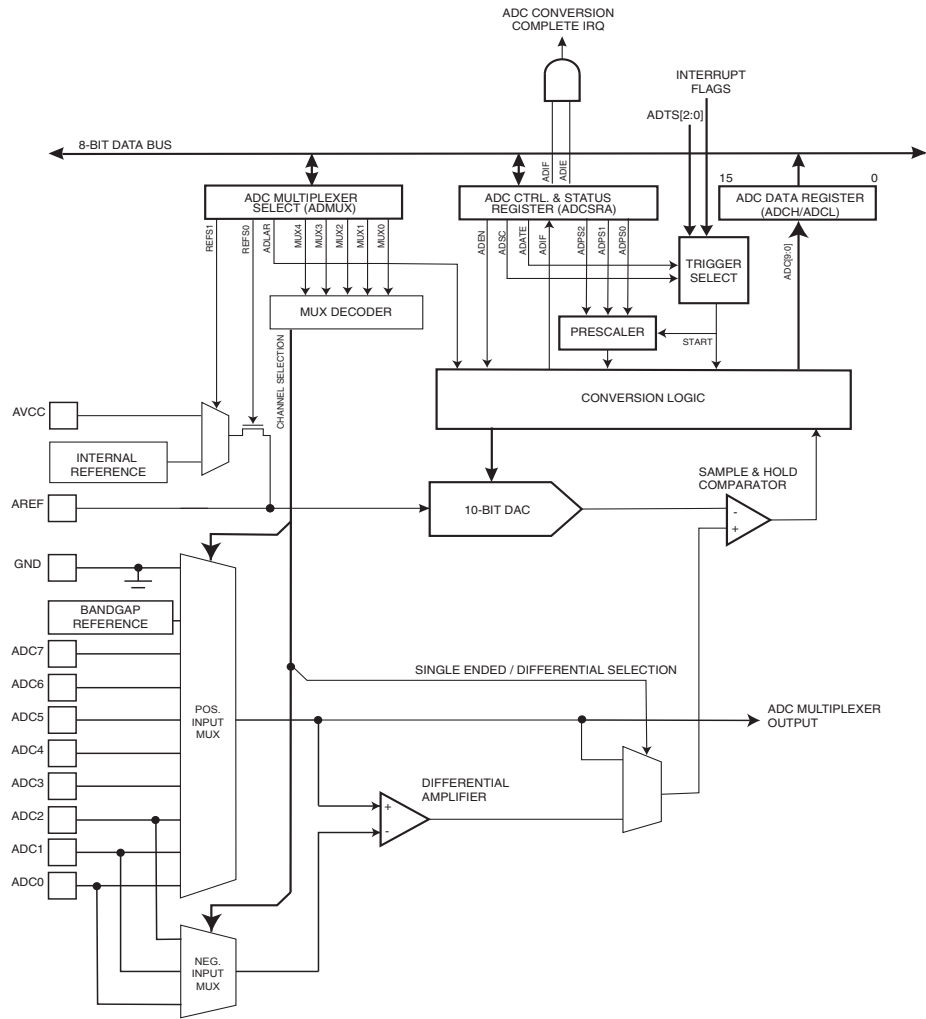 ADC CONVERSION
COMPLETE IRQ
INTERRUPT
FLAGS
ADTS[2:0]
8-BIT DATA BUS
ADIF
ADIE
15
0
ADC MULTIPLEXER
SELECT (ADMUX)
ADC CTRL. & STATUS
REGISTER (ADCSRA)
ADC DATA REGISTER
(ADCH/ADCL)
REFS1
REFS0
ADLAR
MUX4
MUX3
MUX2
MUX1
MUX0
ADEN
ADSC
ADATE
ADIF
ADPS2
ADPS1
ADPS0
ADC[9:0]
TRIGGER
SELECT
MUX DECODER
PRESCALER
START
CHANNEL SELECTION
CONVERSION LOGIC
AVCC
INTERNAL
REFERENCE
SAMPLE & HOLD
COMPARATOR
AREF
10-BIT DAC
-
+
GND
BANDGAP
REFERENCE
ADC7
ADC6
ADC5
ADC4
ADC3
ADC2
ADC1
ADC0
POS.
INPUT
MUX
SINGLE ENDED / DIFFERENTIAL SELECTION
ADC MULTIPLEXER
OUTPUT
DIFFERENTIAL
AMPLIFIER
+
-
NEG.
INPUT
MUX